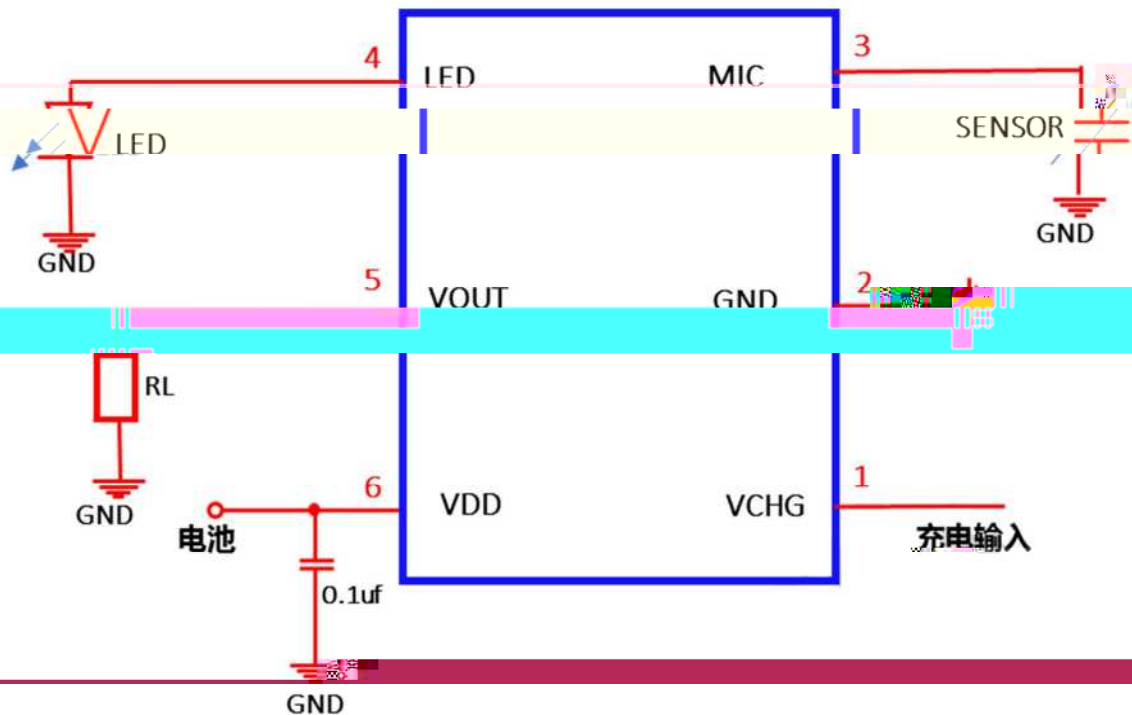 4
3
LED
MIC
LED
SENSOR
GND
GND
5
2
VOUT
GND
RL
6
1
VDD
VCHG
GND
电池
充电输入
0.1uf
GND